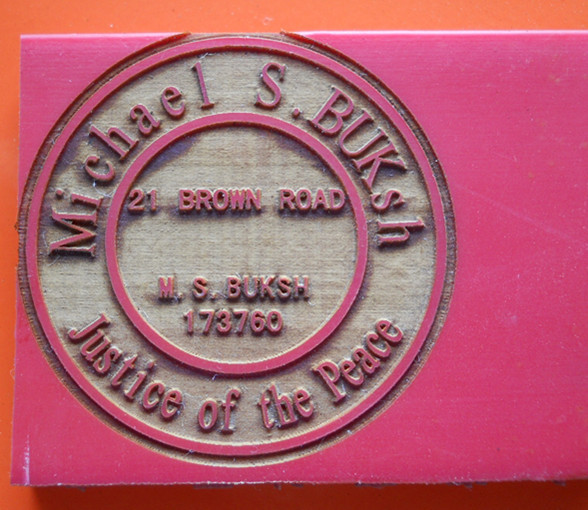 Michael S. BUKsh
21 BROWN ROAD
M. S. BUKSH
173760
Justice of the Peace